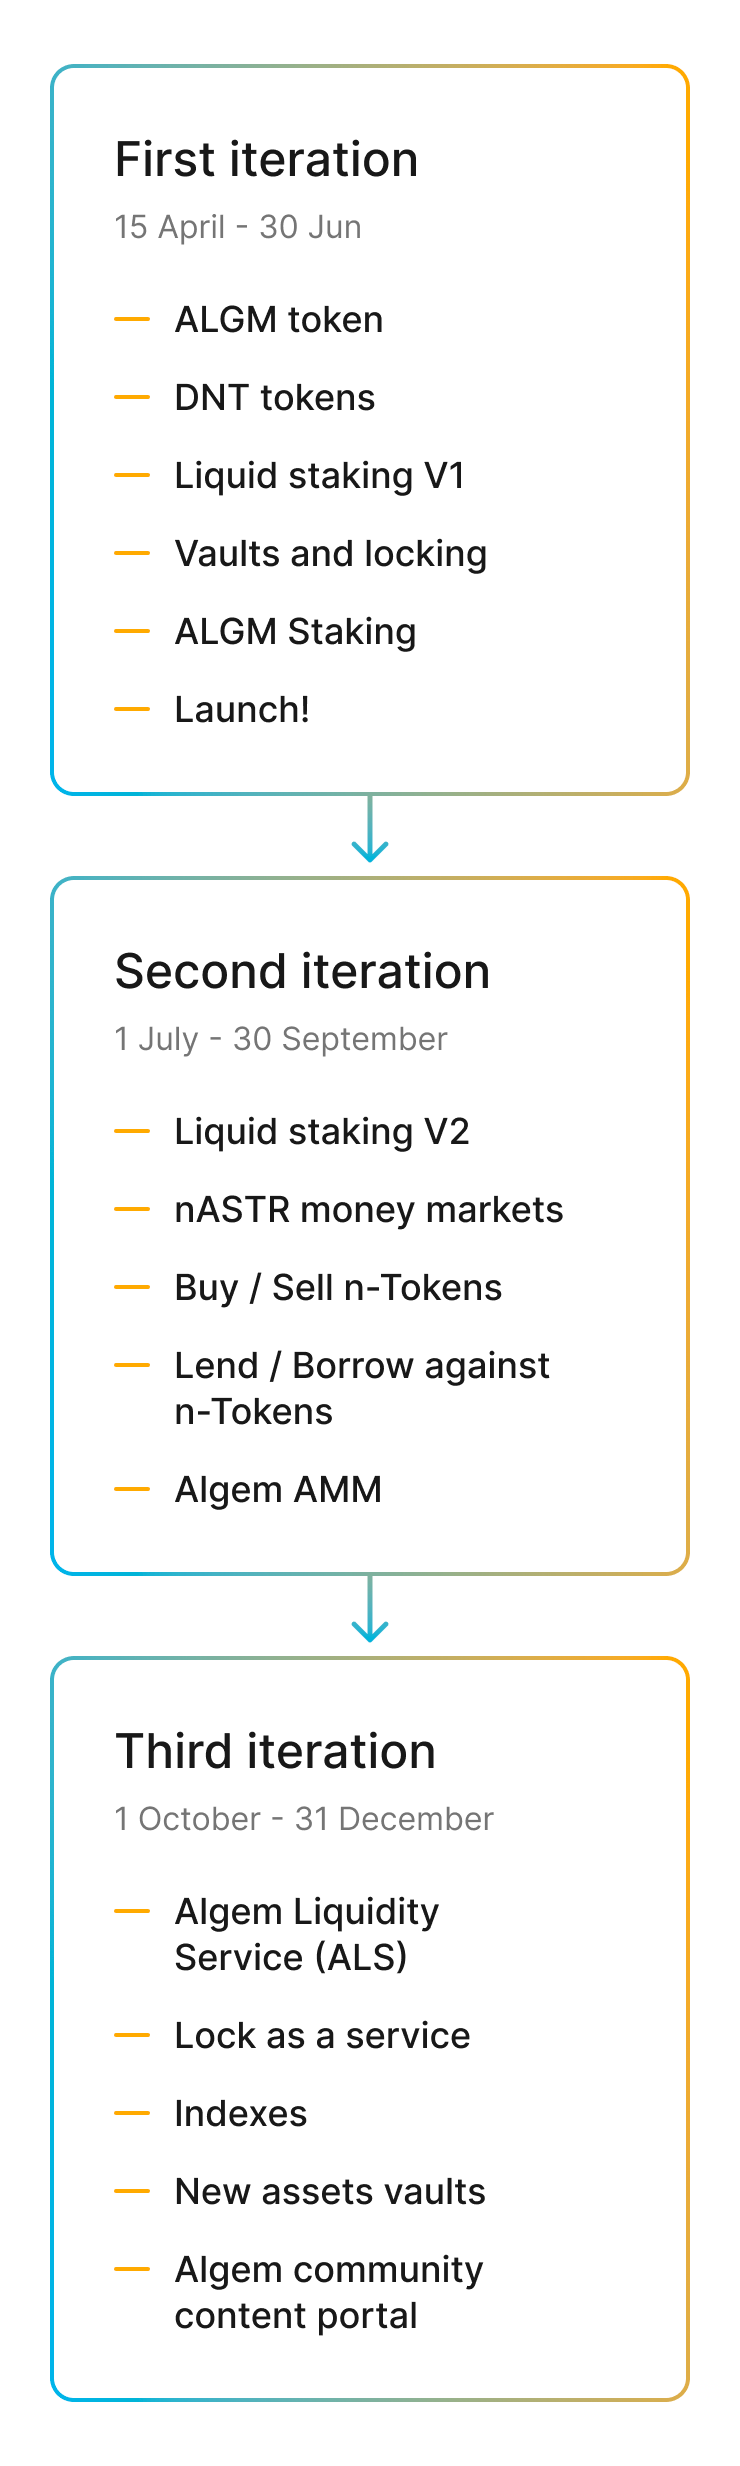 First iteration
15 April - 30 Jun
ALGM token
DNT tokens
Liquid staking V1
Vaults and locking
ALGM Staking
Launch!
Second iteration
1 July - 30 September
Liquid staking V2
nASTR money markets
Buy / Sell n-Tokens
Lend / Borrow against
n-Tokens
Algem AMM
Third iteration
1 October - 31 December
Algem Liquidity
Service (ALS)
Lock as a service
Indexes
New assets vaults
Algem community
content portal